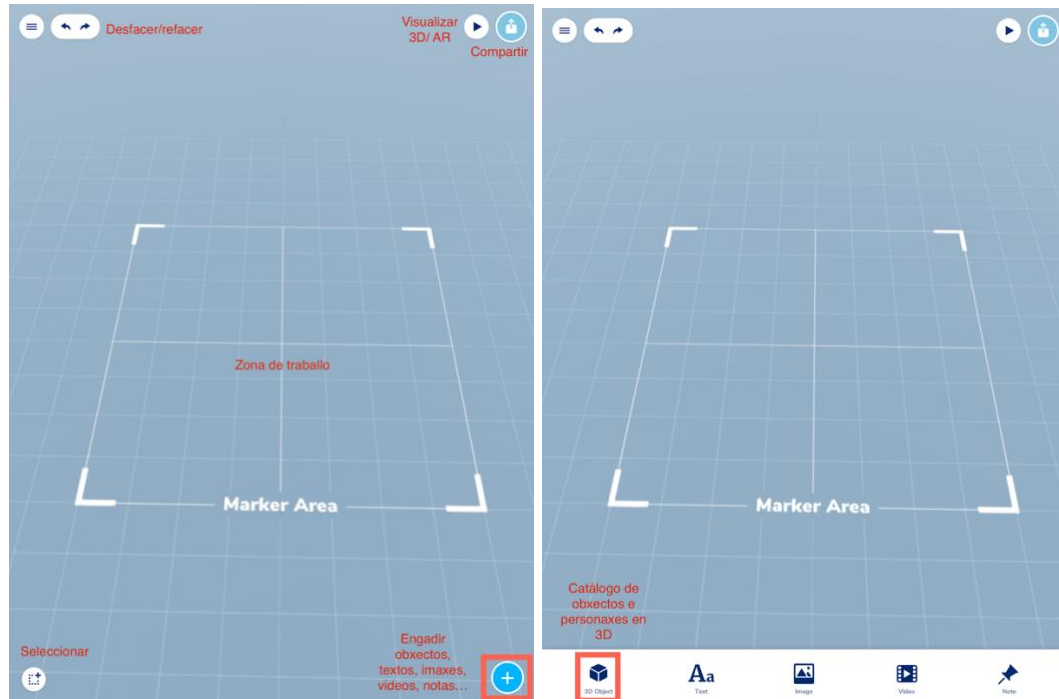 Desfacer/refacer
Visualizar
3D/ AR
Compartir
Zona de traballo
Marker Area
Seleccionar
Engadir
obxectos,
textos, imaxes,
videos, notas...
Marker Area
Catálogo de
obxectos e
personaxes en
3D
3D Object
Aa
Text
Image
Video
Note